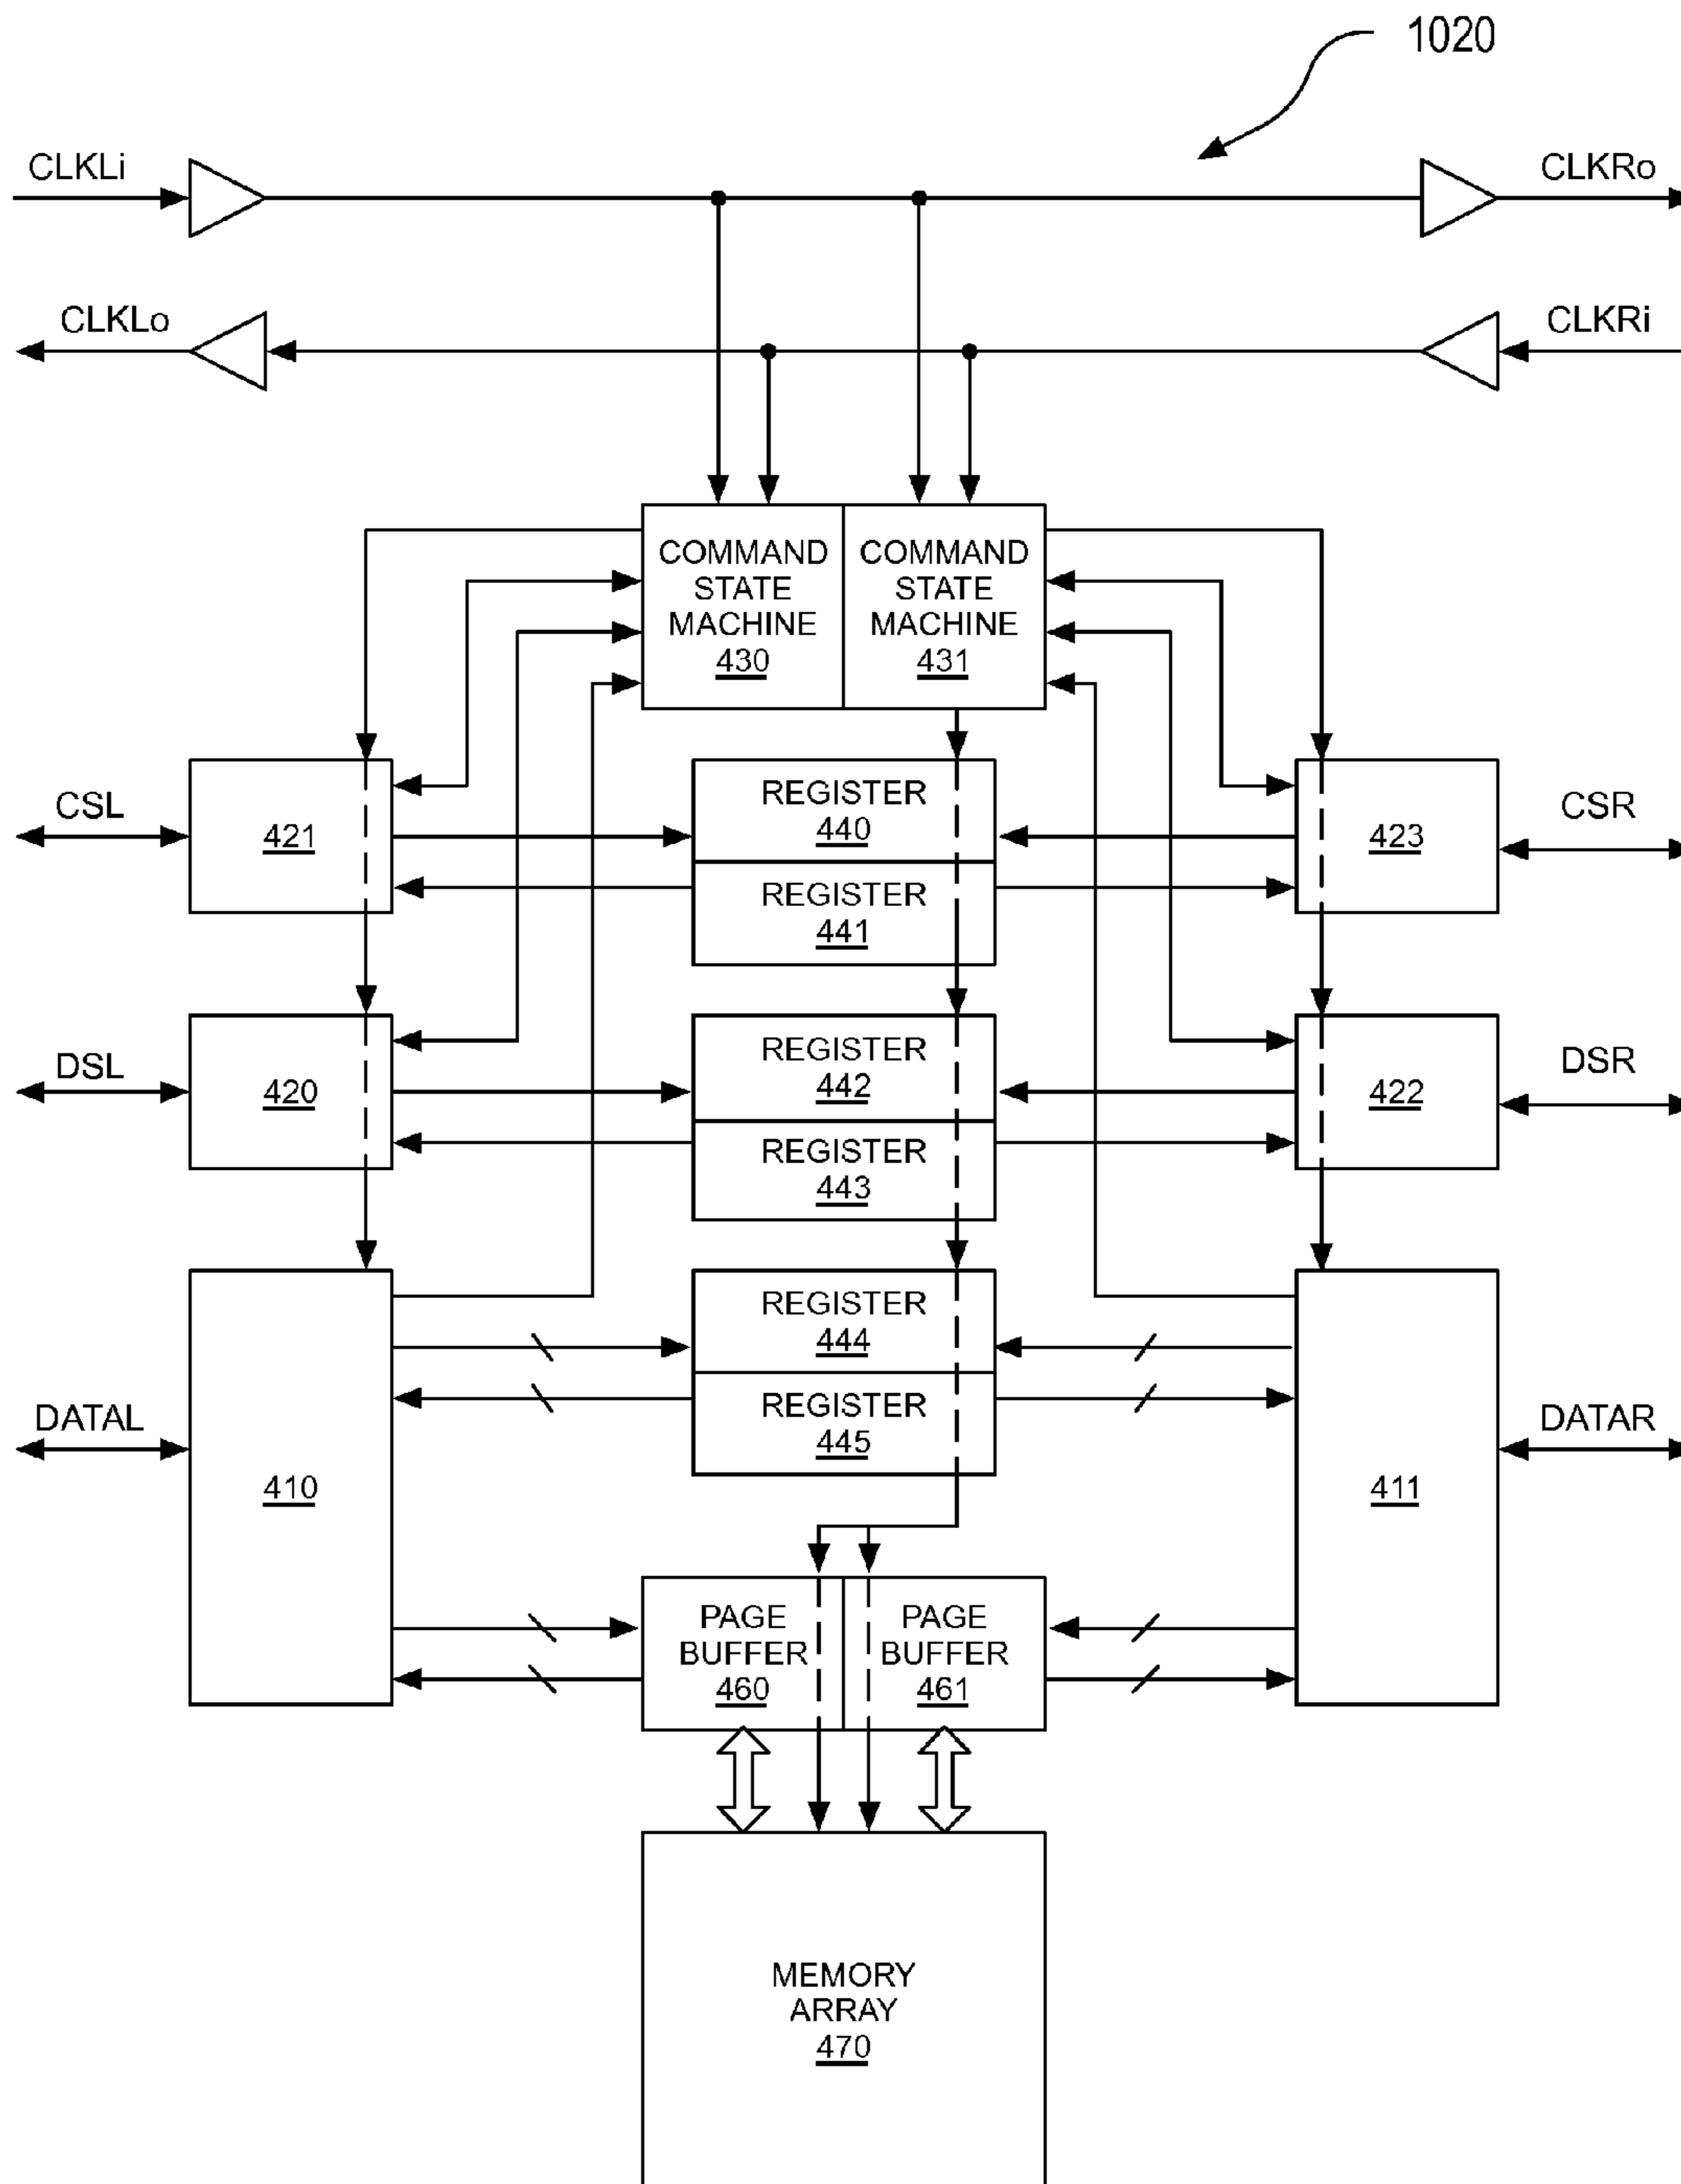 1020
CLKLi
CLKRo
CLKLo
CLKRi
COMMAND STATE MACHINE 430
COMMAND STATE MACHINE 431
CSL
421
REGISTER 440
REGISTER 441
423
CSR
DSL
420
REGISTER 442
REGISTER 443
422
DSR
DATAL
410
REGISTER 444
REGISTER 445
411
DATAR
PAGE BUFFER 460
PAGE BUFFER 461
MEMORY ARRAY 470